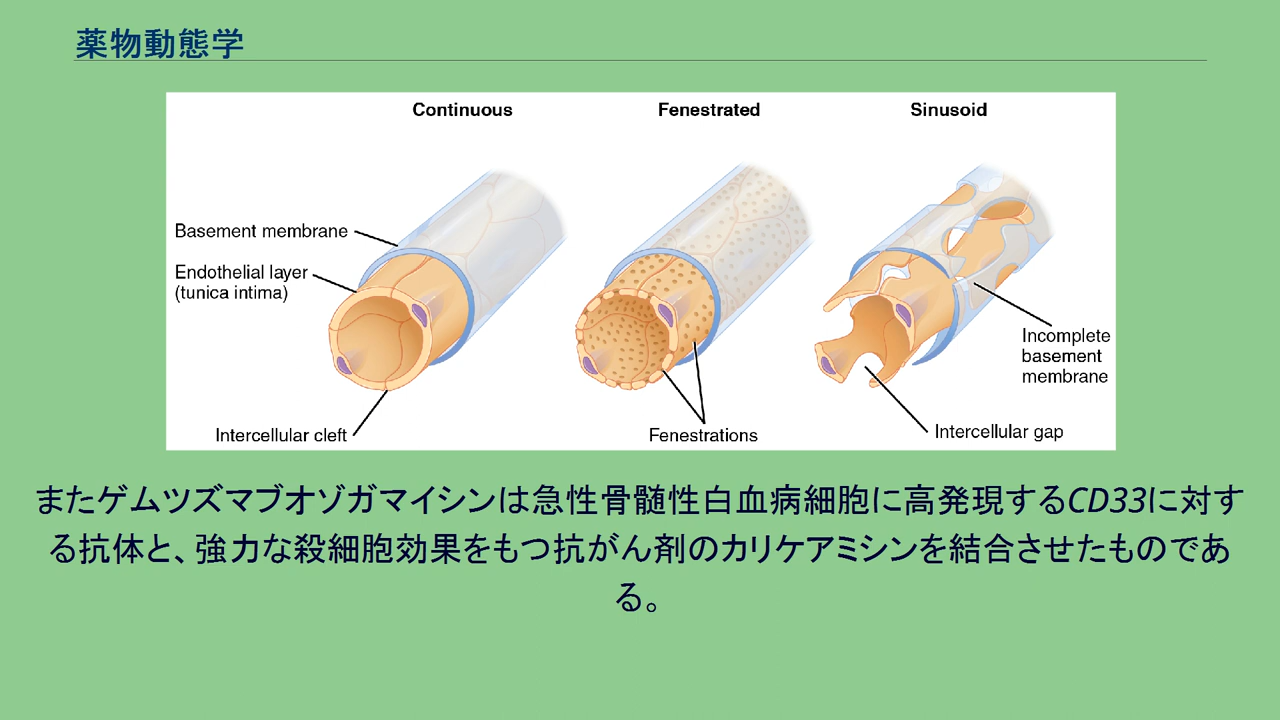 薬物動態学
Continuous
Fenestrated
Sinusoid
Basement membrane
Endothelial layer
(tunica intima)
Intercellular cleft
Fenestrations
Incomplete
basement
membrane
Intercellular gap
またゲムツズマブオゾガマイシンは急性骨髄性白血病細胞に高発現するCD33に対す
る抗体と、強力な殺細胞効果をもつ抗がん剤のカリケアミシンを結合させたものであ
る。